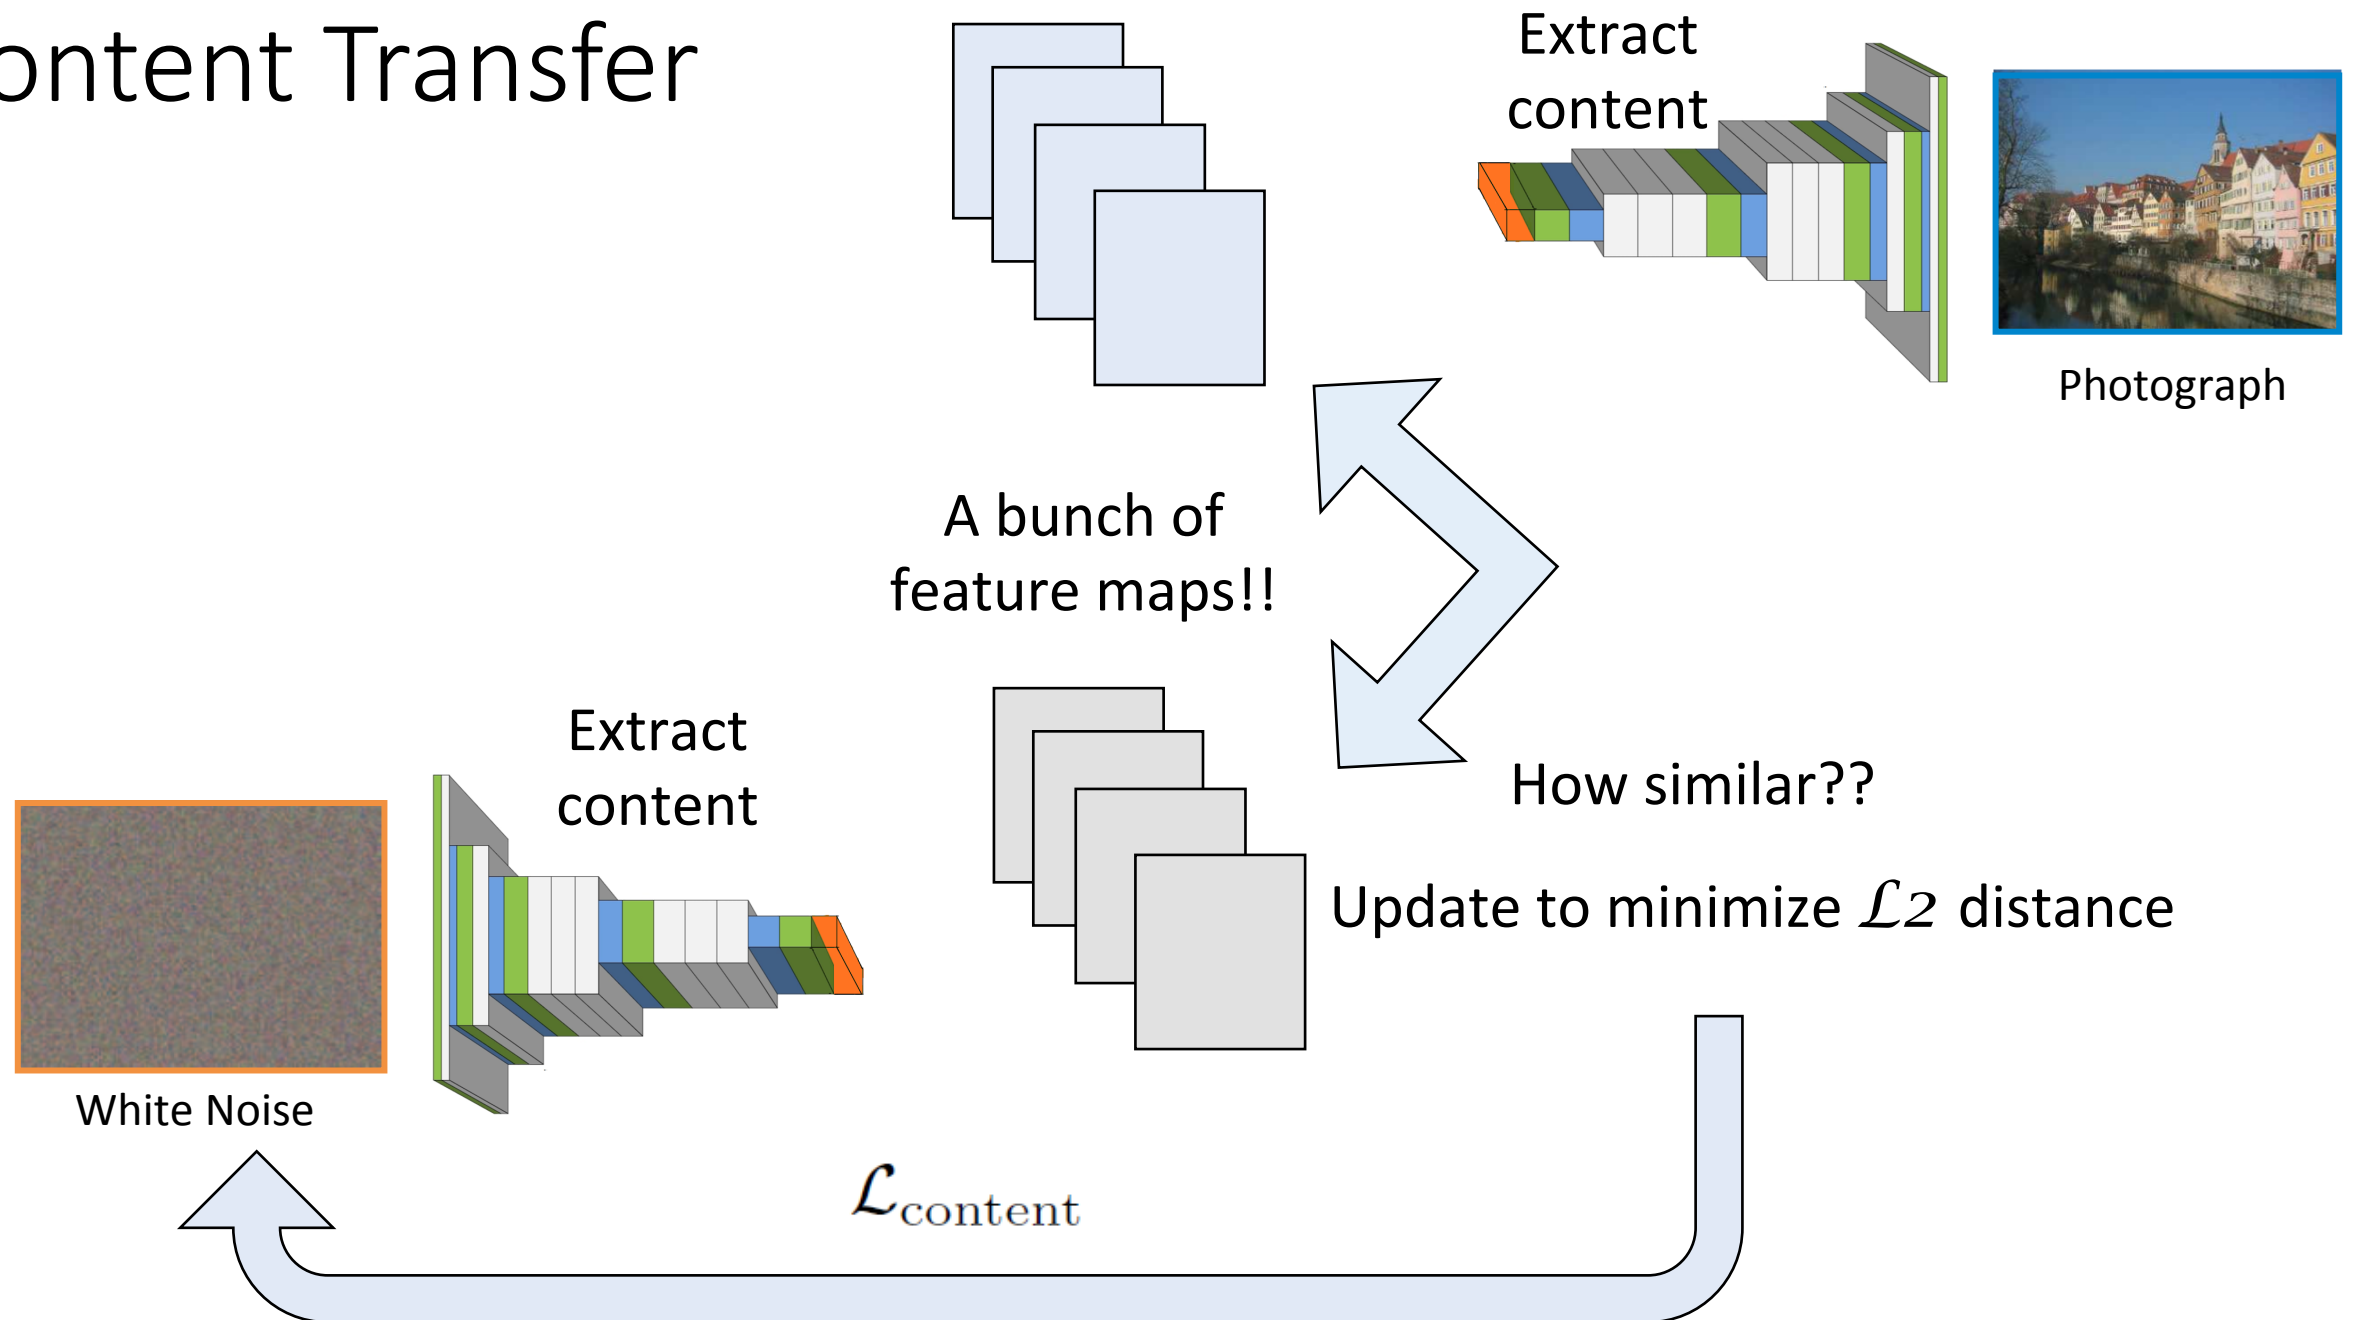 ontent Transfer
Extract
content
Photograph
A bunch of
feature maps!!
Extract
content
How similar??
Update to minimize ℒ2 distance
White Noise
ℒcontent